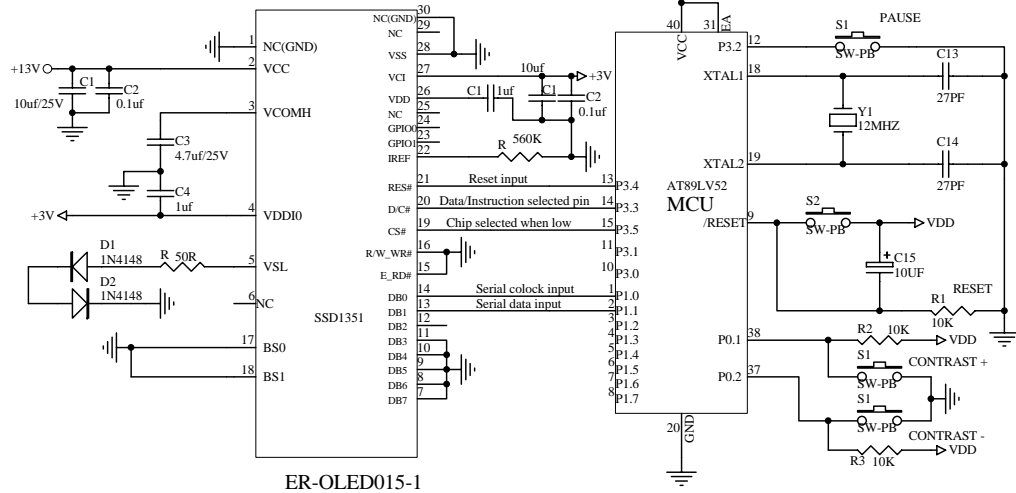 30
NC(GND)
29
NC
28
VSS
1
NC(GND)
+13V
2
VCC
C1
C2
10uf/25V
0.1uf
27
VCI
10uf
+3V
26
VDD
C1
1uf
C1
C2
0.1uf
25
NC
24
GPIO0
23
GPIO1
22
IREF
R
560K
3
VCOMH
C3
4.7uf/25V
C4
1uf
+3V
4
VDDI0
21
RES#
Reset input
13
P3.4
20
D/C#
Data/Instruction selected pin
14
P3.3
19
CS#
Chip selected when low
15
P3.5
16
R/W_WR#
15
E_RD#
11
P3.1
10
P3.0
D1
1N4148
R
50R
5
VSL
D2
1N4148
6
NC
SSD1351
14
DB0
Serial colock input
1
P1.0
13
DB1
Serial data input
2
P1.1
12
DB2
3
P1.2
11
DB3
4
P1.3
10
DB4
5
P1.4
9
DB5
6
P1.5
8
DB6
7
P1.6
7
DB7
8
P1.7
17
BS0
18
BS1
ER-OLED015-1
40
VCC
31
EA
AT89LV52
MCU
20
GND
12
P3.2
S1
PAUSE
SW-PB
18
XTAL1
C13
27PF
Y1
12MHZ
19
XTAL2
C14
27PF
9
/RESET
S2
SW-PB
VDD
C15
10UF
RESET
R1
10K
38
P0.1
R2
10K
VDD
S1
CONTRAST +
SW-PB
37
P0.2
S1
SW-PB
CONTRAST -
R3
10K
VDD